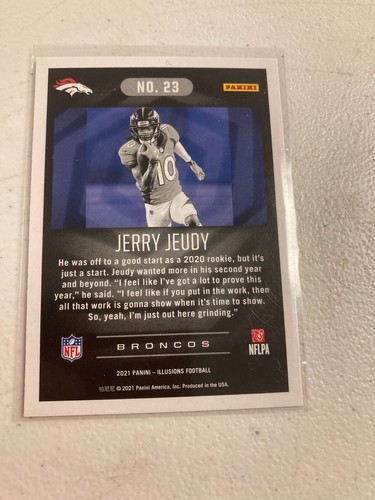 NO. 23
PANINI
10
JERRY JEUDY
He was off to a good start as a 2020 rookie, but it's
just a start. Jeudy wanted more in his second year
and beyond. "I feel like I've got a lot to prove this
year," he said. "I feel like if you put in the work, then
all that work is gonna show when it's time to show.
So, yeah, I'm just out here grinding."
NFL
BRONCOS
NFLPA
2021 PANINI – ILLUSIONS FOOTBALL
© 2021 Panini America, Inc. Produced in the USA.